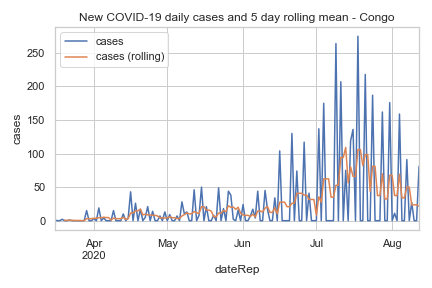 New COVID-19 daily cases and 5 day rolling mean - Congo
cases
cases (rolling)
250
200
150
100
50
0
cases
Apr
2020
May
Jun
Jul
Aug
dateRep